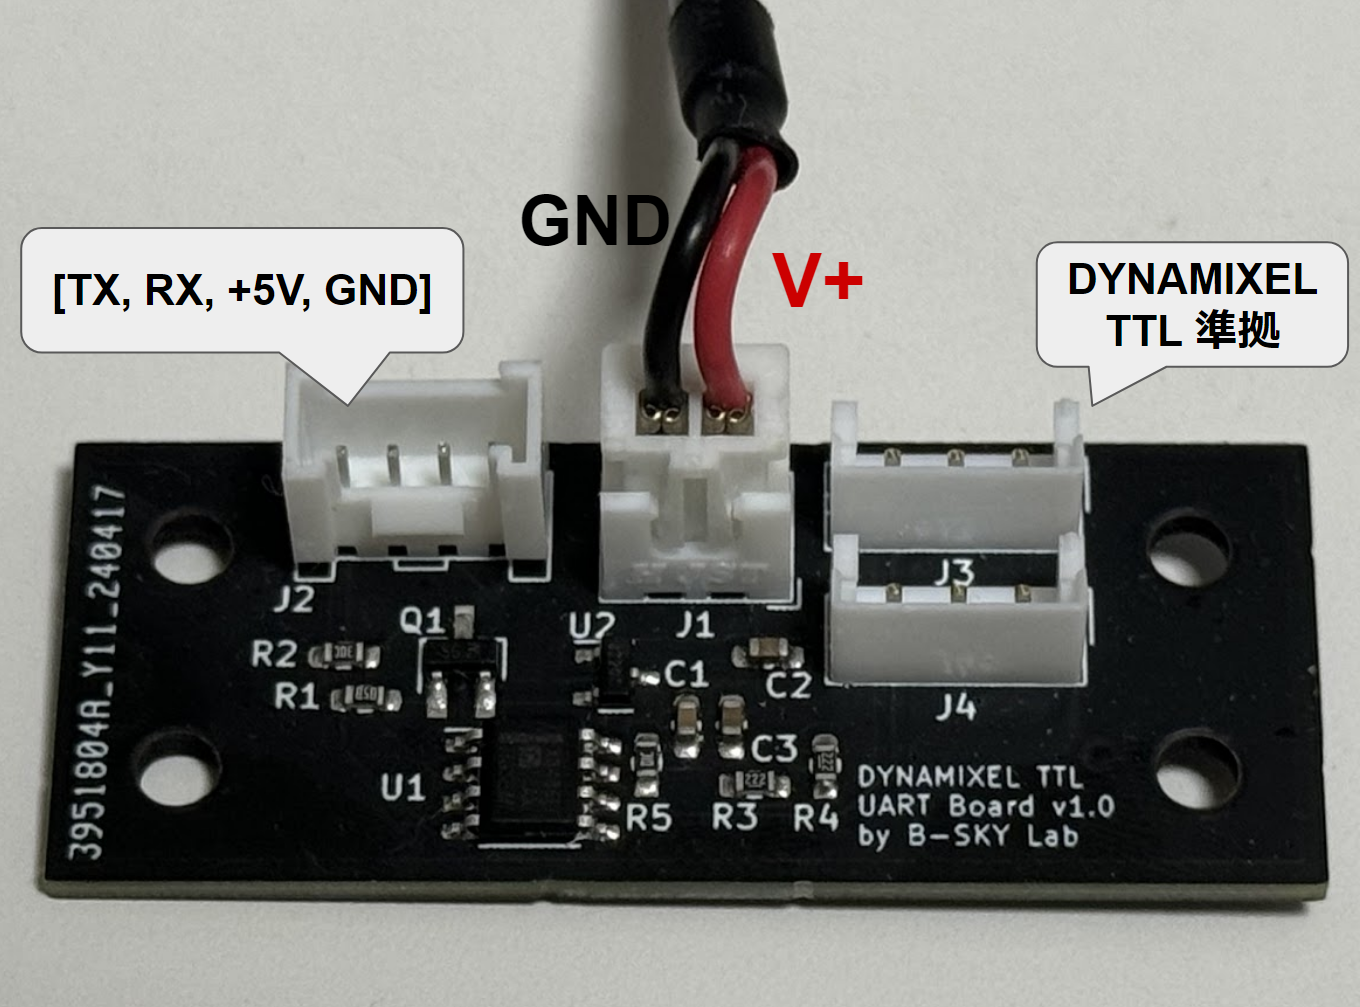 GND
[TX, RX, +5V, GND]
V+
DYNAMIXEL
TTL 準拠
3951804A_Y11_240417
J2
J3
Q1
U2
J1
R2
C1
C2
R1
J4
U1
C3
R5
R3
222
R4
DYNAMIXEL TTL
UART Board v1.0
by B-SKY Lab